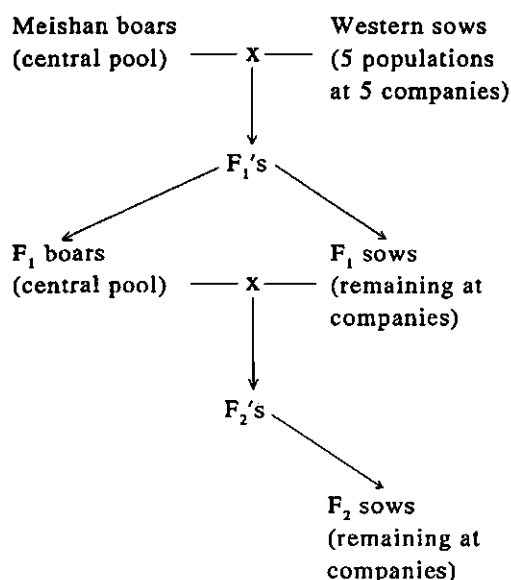 Meishan boars
(central pool)
x
Western sows
(5 populations
at 5 companies)
F₁'s
F₁ boars
(central pool)
x
F₁ sows
(remaining at
companies)
F₂'s
F₂ sows
(remaining at
companies)